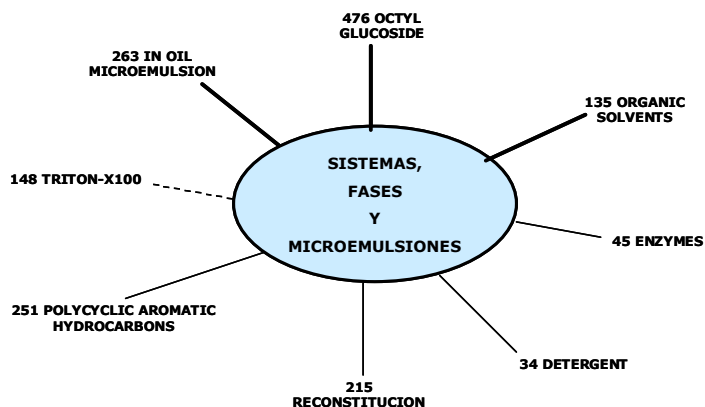 476 OCTYL
GLUCOSIDE
263 IN OIL
MICROEMULSION
135 ORGANIC
SOLVENTS
SISTEMAS,
FASES
Y
MICROEMULSIONES
148 TRITON-X100
45 ENZYMES
251 POLYCYCLIC AROMATIC
HYDROCARBONS
34 DETERGENT
215
RECONSTITUCION